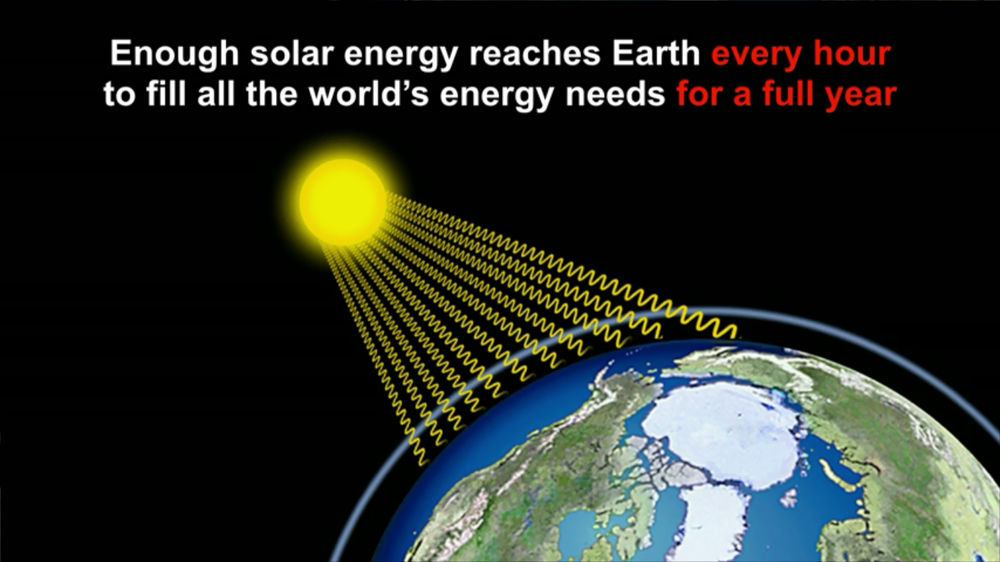 Enough solar energy reaches Earth every hour
to fill all the world’s energy needs for a full year